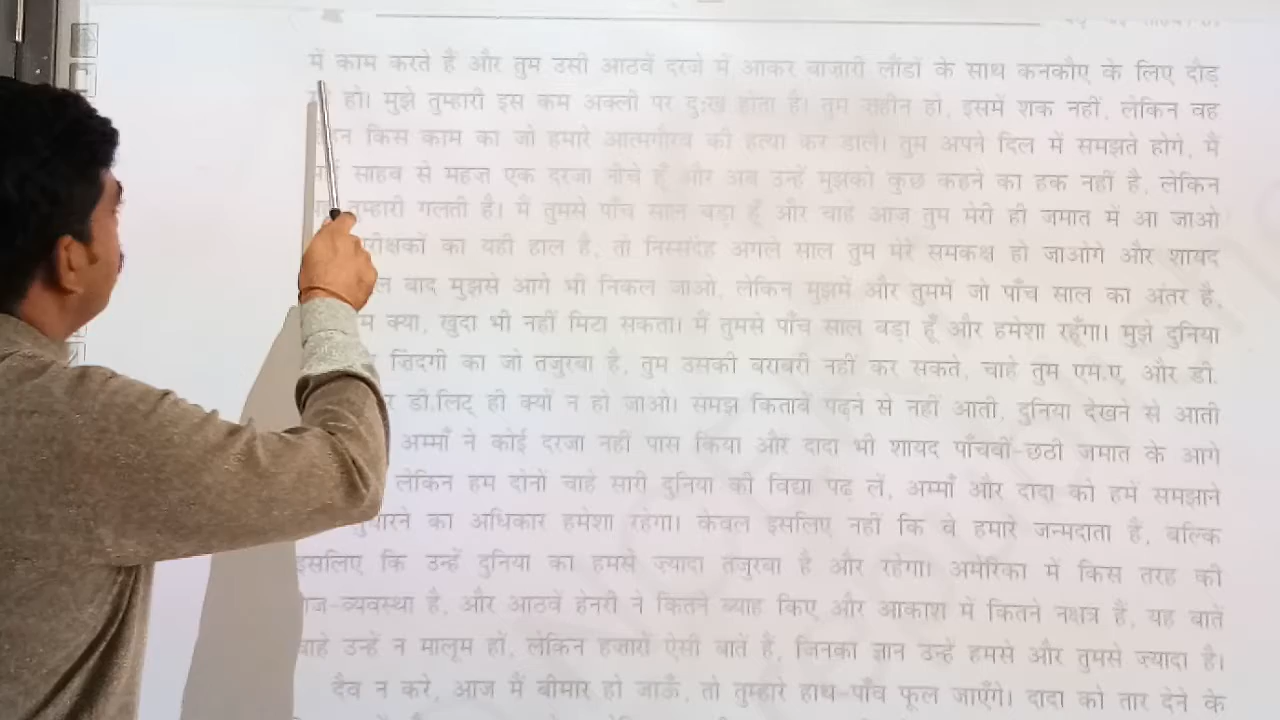 में काम करते हैं और तुम उसी आठवें दरजे में आकर बाज़ारी लौंडों के साथ कनकौए के लिए दौड़
हो। मुझे तुम्हारी इस कम अक्ली पर दुःख होता है। तुम ज़हीन हो, इसमें शक नहीं, लेकिन वह
किस काम का जो हमारे आत्मगौरव की हत्या कर डाले। तुम अपने दिल में समझते होगे, मैं
साहब से महज़ एक दरजा नीचे हूँ और अब उन्हें मुझको कुछ कहने का हक नहीं है, लेकिन
तुम्हारी गलती है। मैं तुमसे पाँच साल बड़ा हूँ और चाहे आज तुम मेरी ही जमात में आ जाओ
परीक्षकों का यही हाल है, तो निस्संदेह अगले साल तुम मेरे समकक्ष हो जाओगे और शायद
बाद मुझसे आगे भी निकल जाओ, लेकिन मुझमें और तुममें जो पाँच साल का अंतर है,
क्या, खुदा भी नहीं मिटा सकता। मैं तुमसे पाँच साल बड़ा हूँ और हमेशा रहूँगा। मुझे दुनिया
ज़िंदगी का जो तजुरबा है, तुम उसकी बराबरी नहीं कर सकते, चाहे तुम एम.ए. और डी.
डी.लिट् ही क्यों न हो जाओ। समझ किताबें पढ़ने से नहीं आती, दुनिया देखने से आती
अम्माँ ने कोई दरजा नहीं पास किया और दादा भी शायद पाँचवीं-छठी जमात के आगे
लेकिन हम दोनों चाहे सारी दुनिया की विद्या पढ़ लें, अम्माँ और दादा को हमें समझाने
सुधारने का अधिकार हमेशा रहेगा। केवल इसलिए नहीं कि वे हमारे जन्मदाता हैं, बल्कि
इसलिए कि उन्हें दुनिया का हमसे ज़्यादा तजुरबा है और रहेगा। अमेरिका में किस तरह की
राज-व्यवस्था है, और आठवें हेनरी ने कितने ब्याह किए और आकाश में कितने नक्षत्र हैं, यह बातें
चाहे उन्हें न मालूम हों, लेकिन हज़ारों ऐसी बातें हैं, जिनका ज्ञान उन्हें हमसे और तुमसे ज़्यादा है।
दैव न करे, आज मैं बीमार हो जाऊँ, तो तुम्हारे हाथ-पाँव फूल जाएँगे। दादा को तार देने के